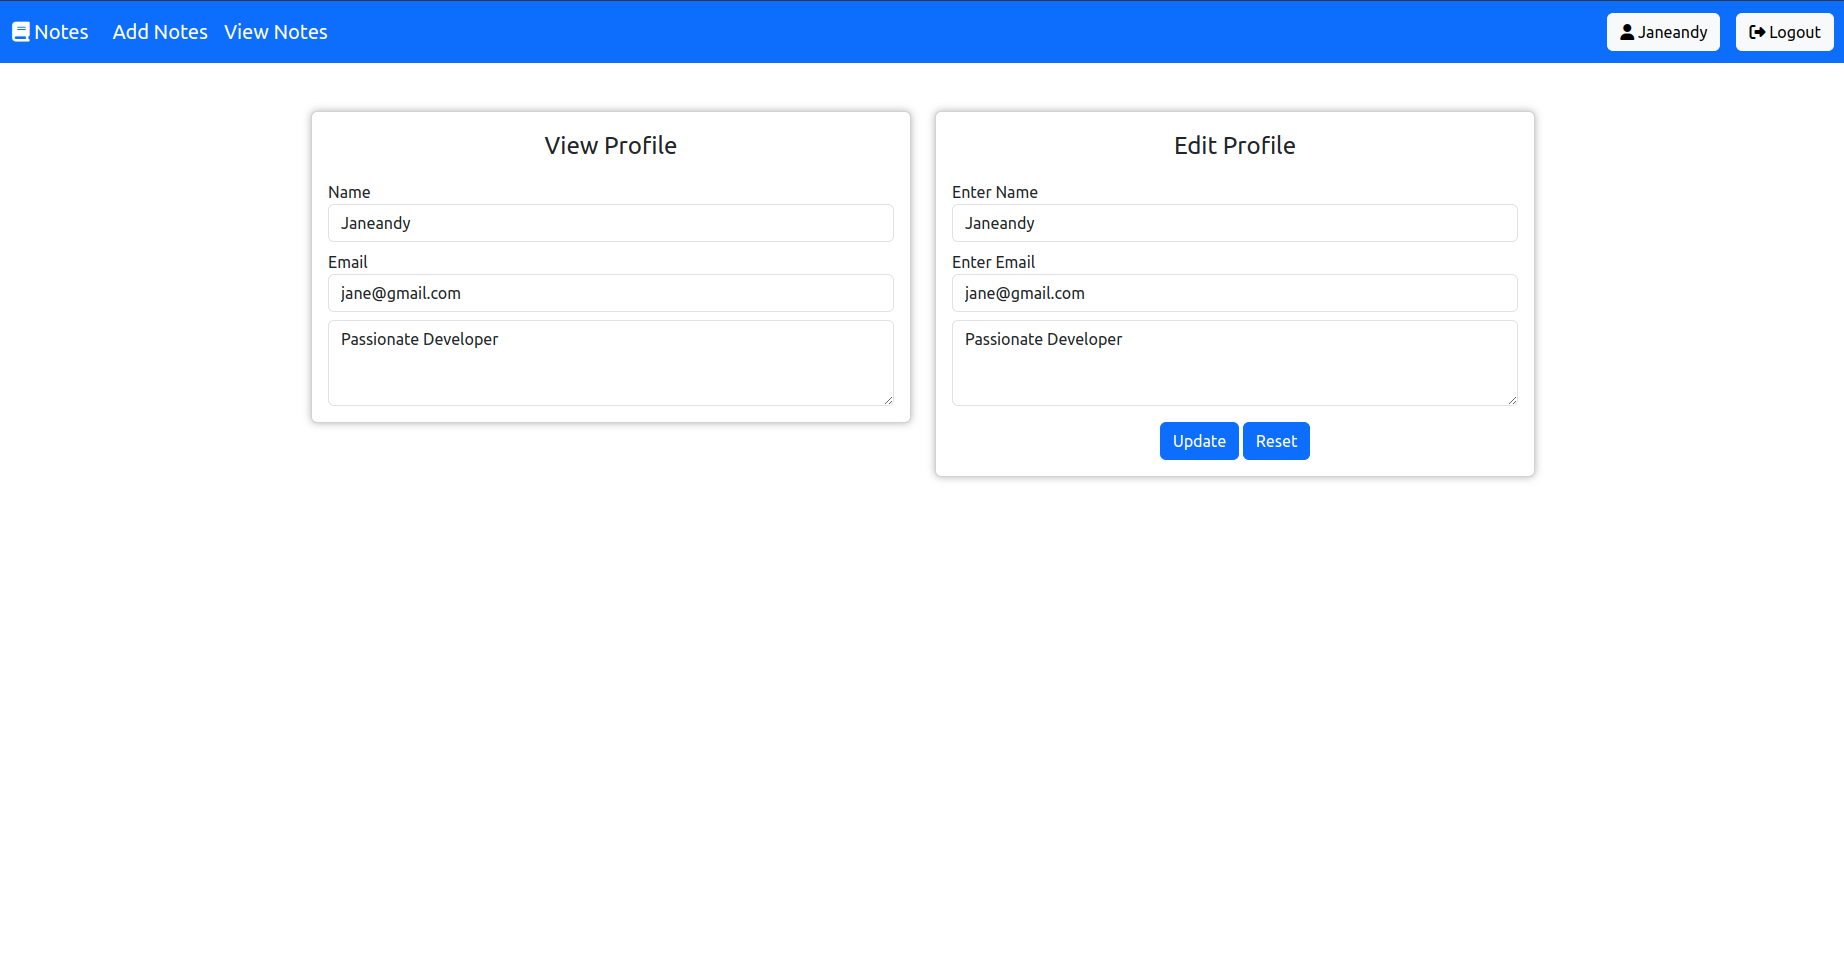 Notes Add Notes View Notes Janeandy Logout
View Profile
Name
Janeandy
Email
jane@gmail.com
Passionate Developer
Edit Profile
Enter Name
Janeandy
Enter Email
jane@gmail.com
Passionate Developer
Update Reset